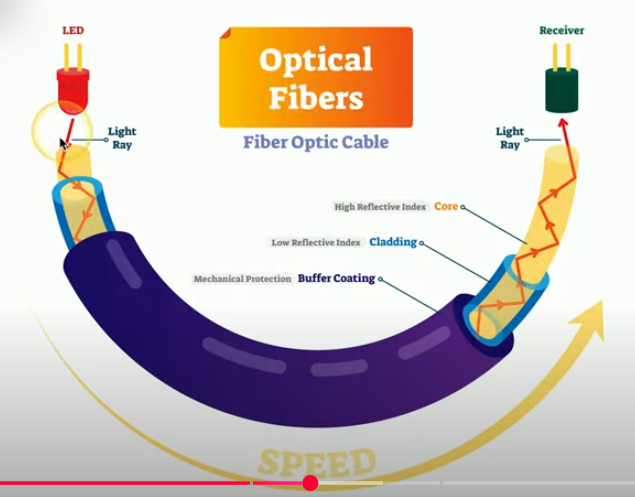 LED
Optical
Fibers
Receiver
Fiber Optic Cable
Light
Ray
Light
Ray
High Reflective Index Core
Low Reflective Index Cladding
Mechanical Protection Buffer Coating
SPEED